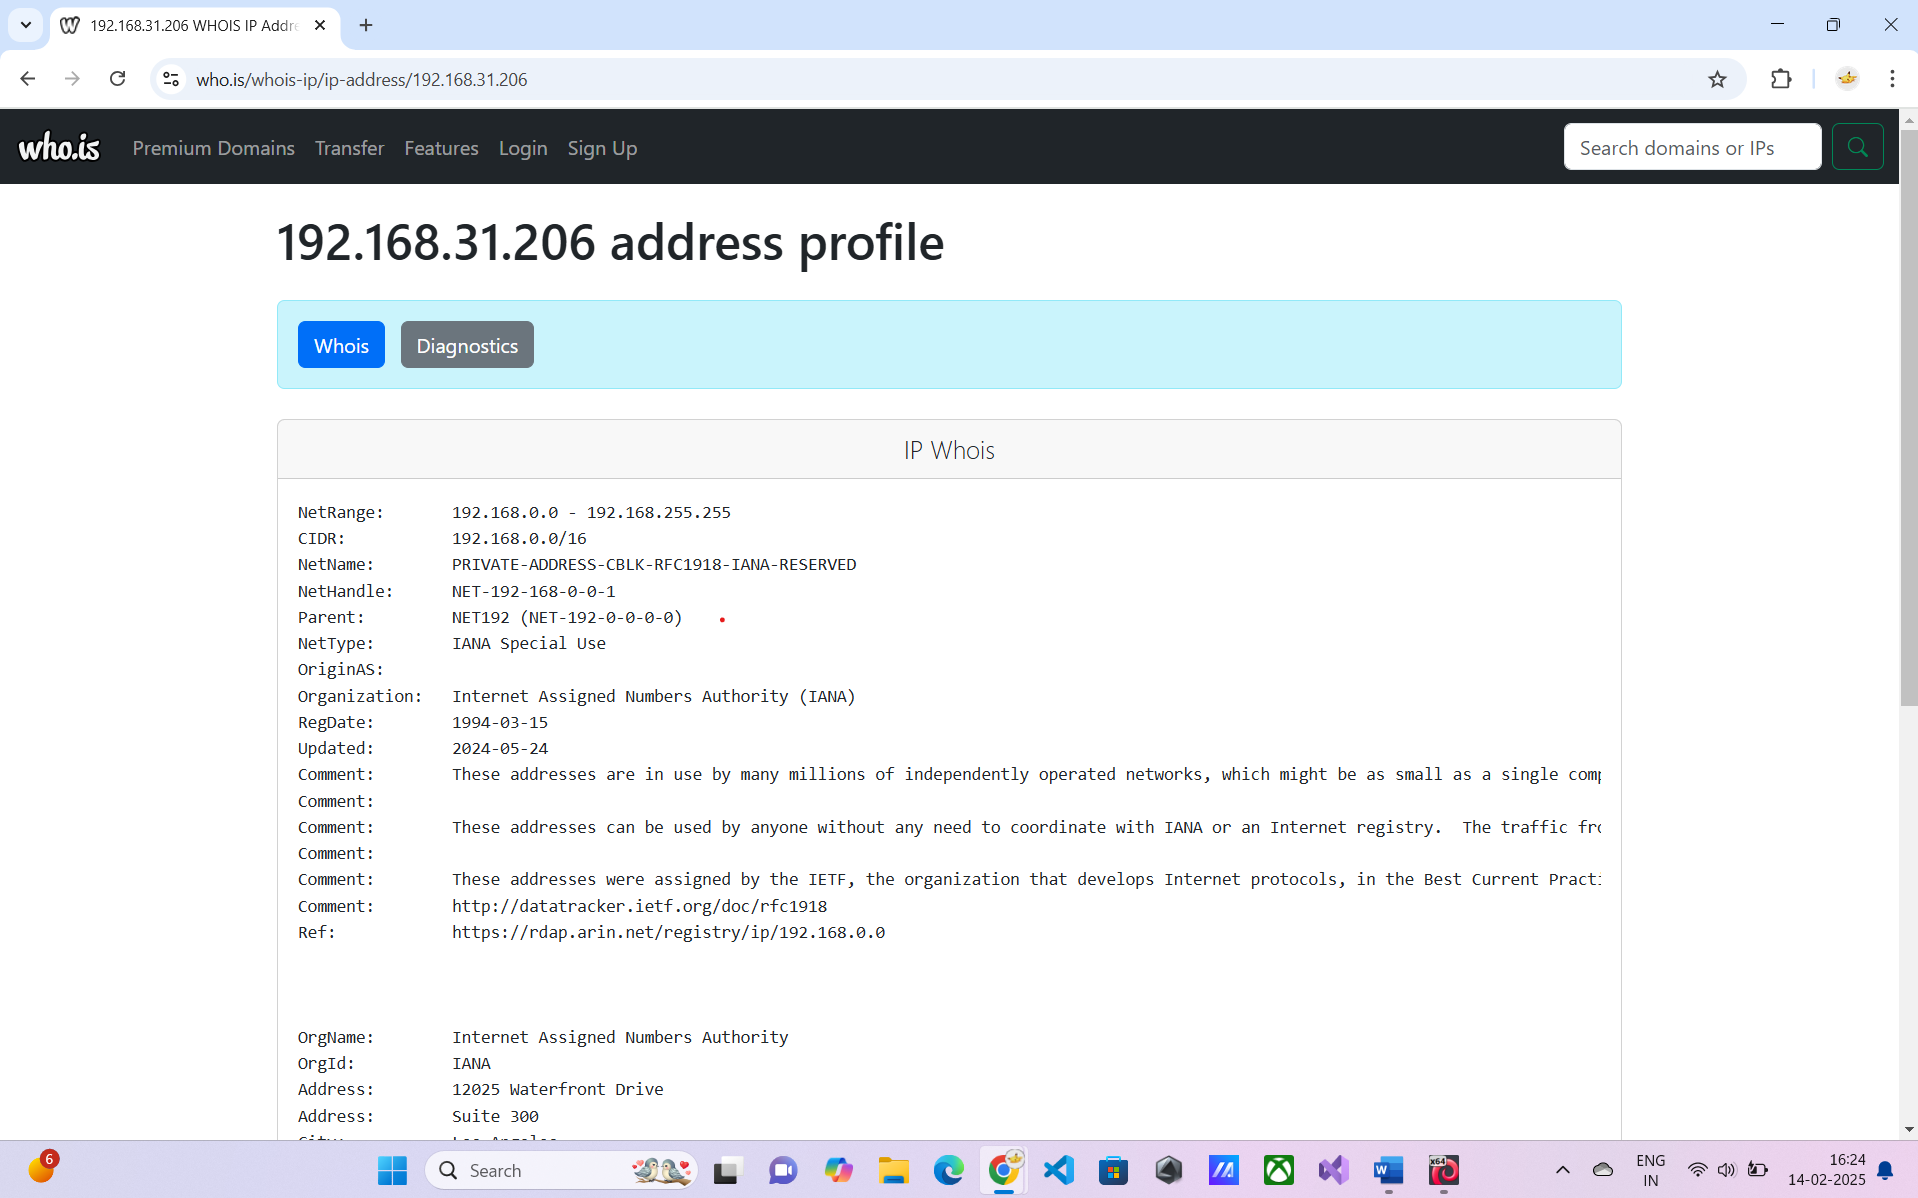 192.168.31.206 WHOIS IP Addre
who.is/whois-ip/ip-address/192.168.31.206
who.is Premium Domains Transfer Features Login Sign Up Search domains or IPs
192.168.31.206 address profile
Whois Diagnostics
IP Whois
NetRange: 192.168.0.0 - 192.168.255.255
CIDR: 192.168.0.0/16
NetName: PRIVATE-ADDRESS-CBLK-RFC1918-IANA-RESERVED
NetHandle: NET-192-168-0-0-1
Parent: NET192 (NET-192-0-0-0-0)
NetType: IANA Special Use
OriginAS:
Organization: Internet Assigned Numbers Authority (IANA)
RegDate: 1994-03-15
Updated: 2024-05-24
Comment: These addresses are in use by many millions of independently operated networks, which might be as small as a single comp
Comment:
Comment: These addresses can be used by anyone without any need to coordinate with IANA or an Internet registry. The traffic fro
Comment:
Comment: These addresses were assigned by the IETF, the organization that develops Internet protocols, in the Best Current Practi
Comment: http://datatracker.ietf.org/doc/rfc1918
Ref: https://rdap.arin.net/registry/ip/192.168.0.0
OrgName: Internet Assigned Numbers Authority
OrgId: IANA
Address: 12025 Waterfront Drive
Address: Suite 300
6 Search X64 ENG 16:24
IN 14-02-2025